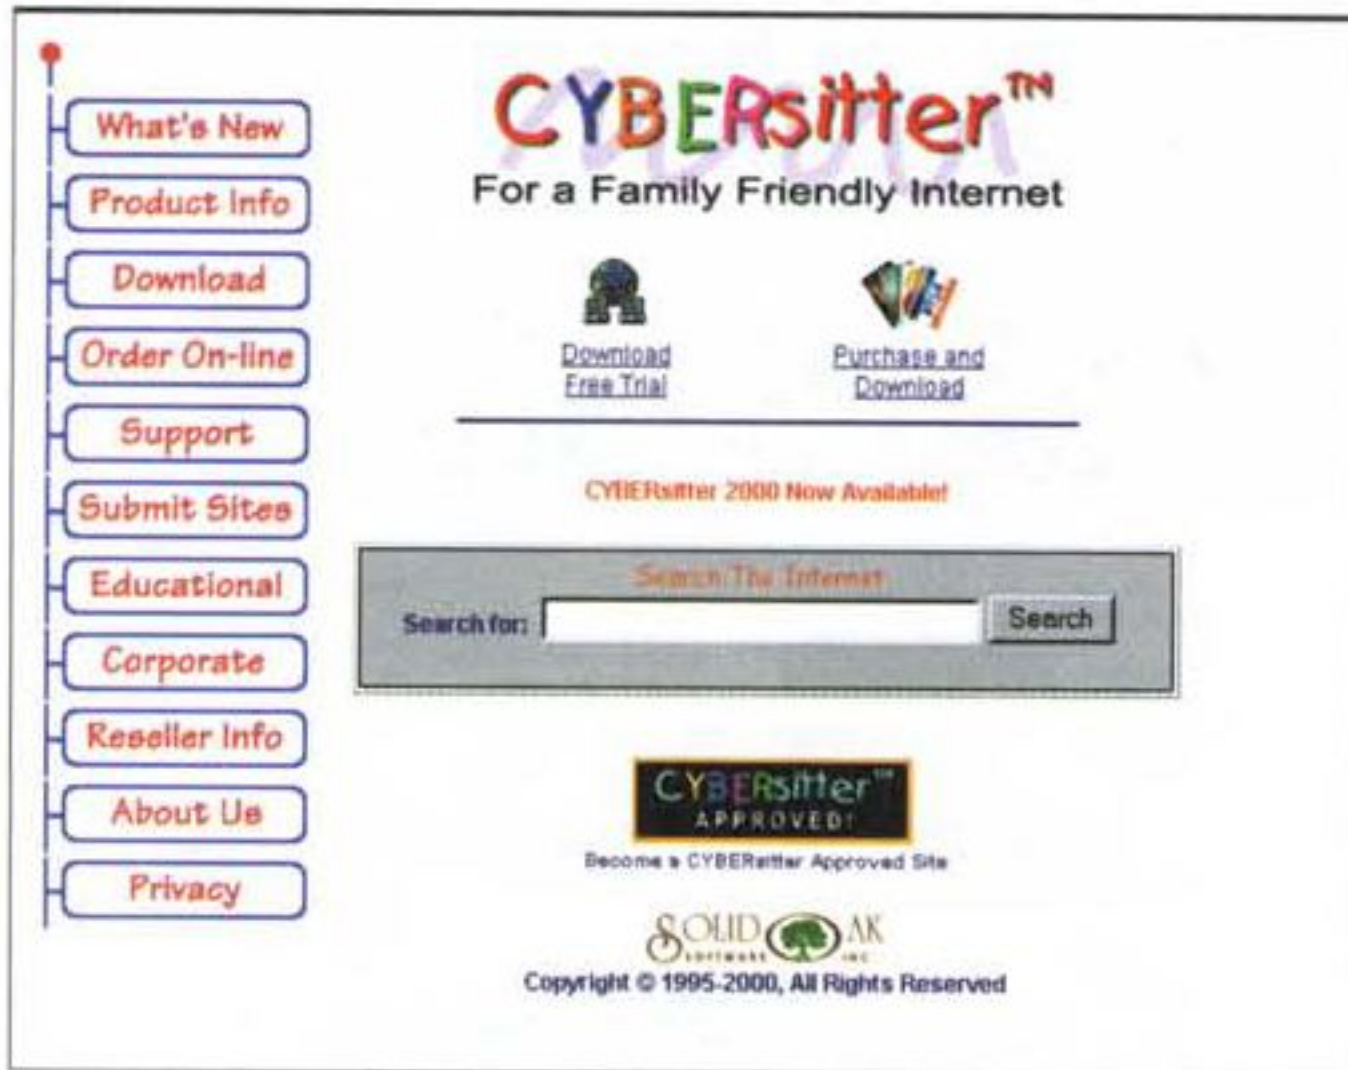 What's New
Product Info
Download
Order On-line
Support
Submit Sites
Educational
Corporate
Reseller Info
About Us
Privacy
CYBERsitter™
For a Family Friendly Internet
Download
Free Trial
Purchase and
Download
CYBERsitter 2000 Now Available!
Search The Internet
Search for:
Search
CYBERsitter™
APPROVED!
Become a CYBERsitter Approved Site
SOLID OAK
SOFTWARE INC
Copyright © 1995-2000, All Rights Reserved